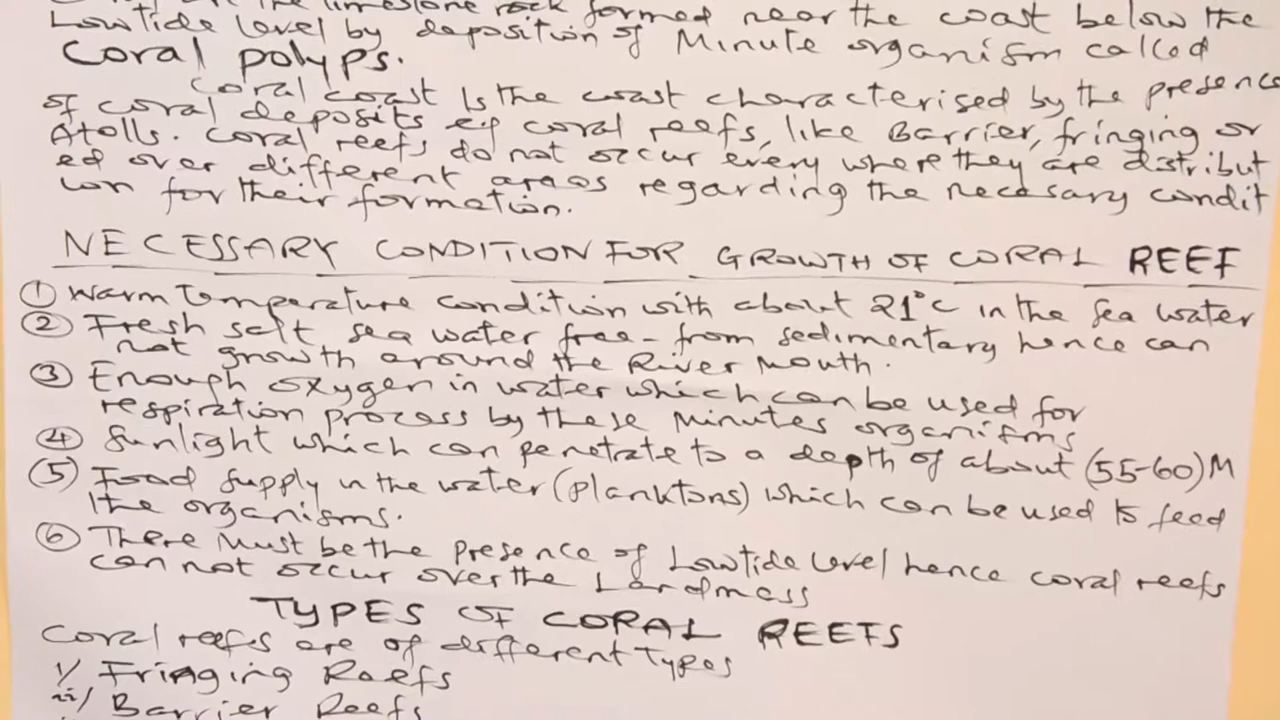 the limestone rock formed near the coast below the
Lowtide level by deposition of Minute organism called
Coral polyps.
Coral coast Is the coast characterised by the presenc
of coral deposits eg coral reefs, like Barrier, fringing or
Atolls. Coral reefs do not occur every where they are distribut
ed over different areas regarding the necessary condit
ion for their formation.
NECESSARY CONDITION FOR GROWTH OF CORAL REEF
① Warm temperature condition with about 21°c in the sea water
② Fresh salt sea water free-from sedimentary hence can
not growth around the River Mouth.
③ Enough oxygen in water which can be used for
respiration process by these Minutes organisms
④ Sunlight which can penetrate to a depth of about (55-60)M
⑤ Food Supply in the water (planktons) which can be used to feed
the organisms.
⑥ There Must be the presence of Lowtide level hence coral reefs
can not occur over the Landmass
TYPES OF CORAL REEFS
Coral reefs are of different Types
i/ Fringing Reefs
ii/ Barrier Reefs